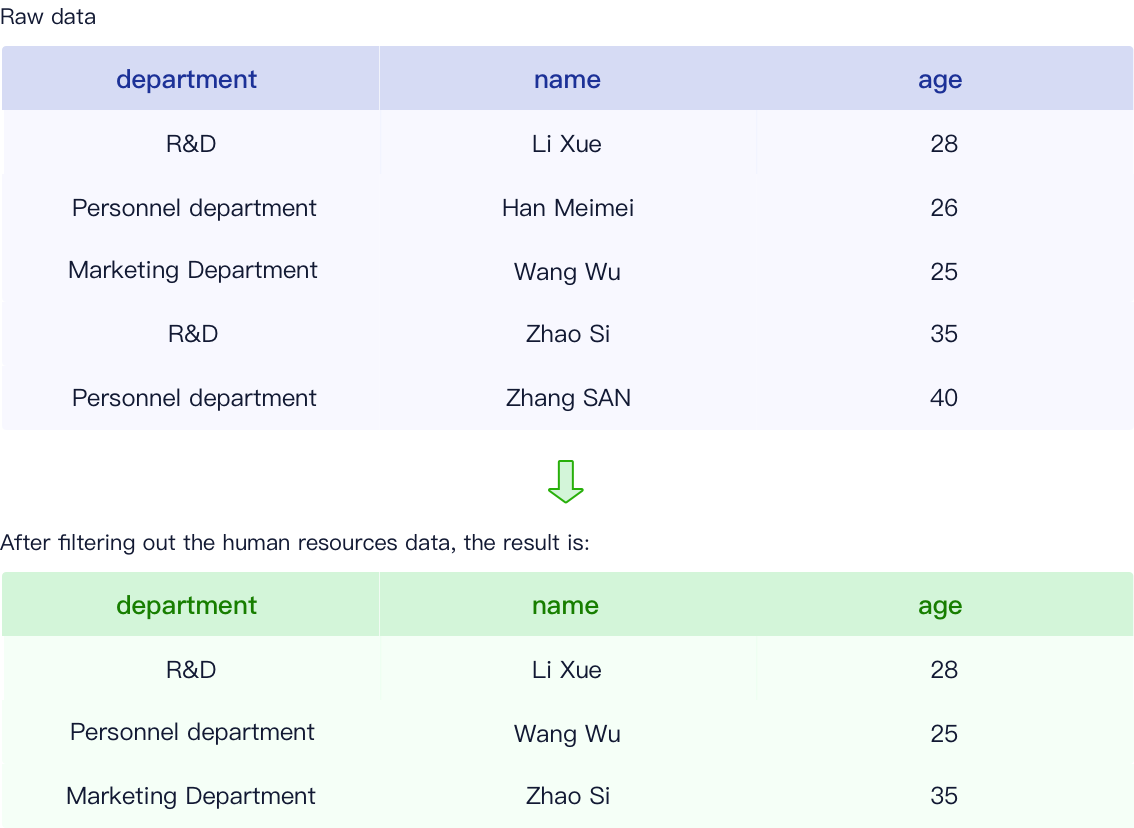 Raw data
department name age
R&D Li Xue 28
Personnel department Han Meimei 26
Marketing Department Wang Wu 25
R&D Zhao Si 35
Personnel department Zhang SAN 40
After filtering out the human resources data, the result is:
department name age
R&D Li Xue 28
Personnel department Wang Wu 25
Marketing Department Zhao Si 35